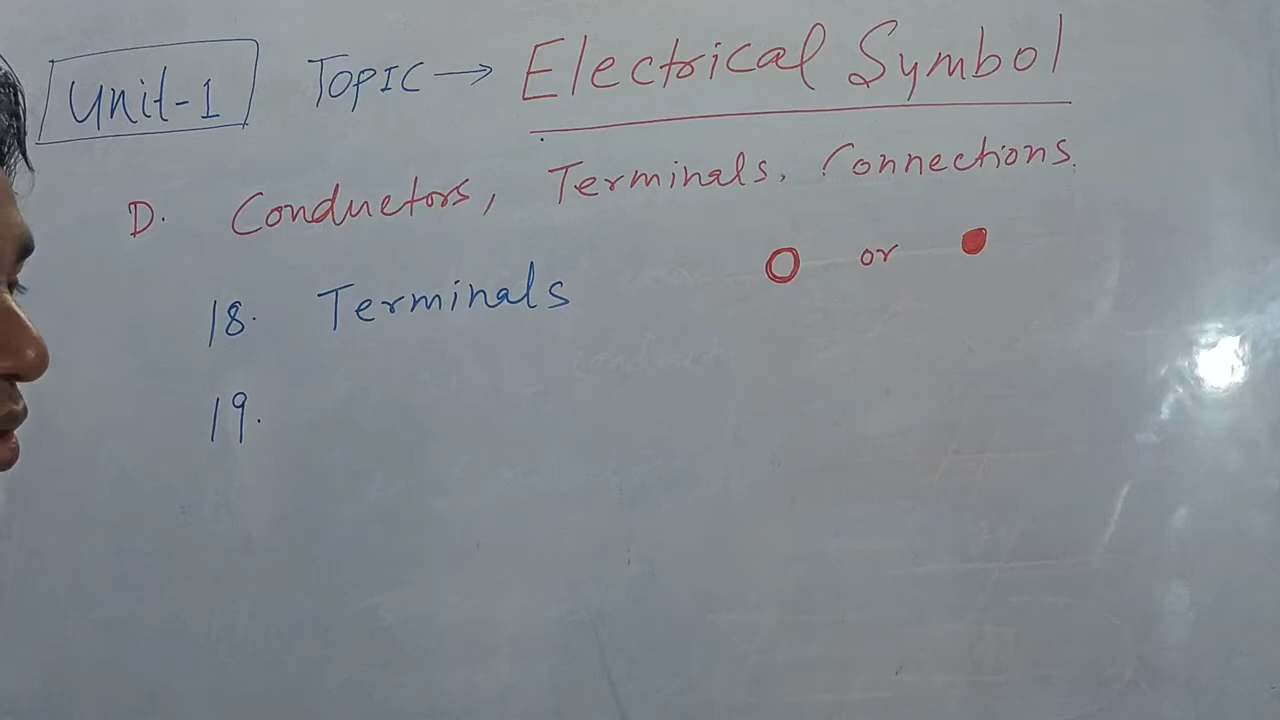 Unit-1 TOPIC → Electrical Symbol
D. Conductors, Terminals, Connections.
18. Terminals O or ●
19.